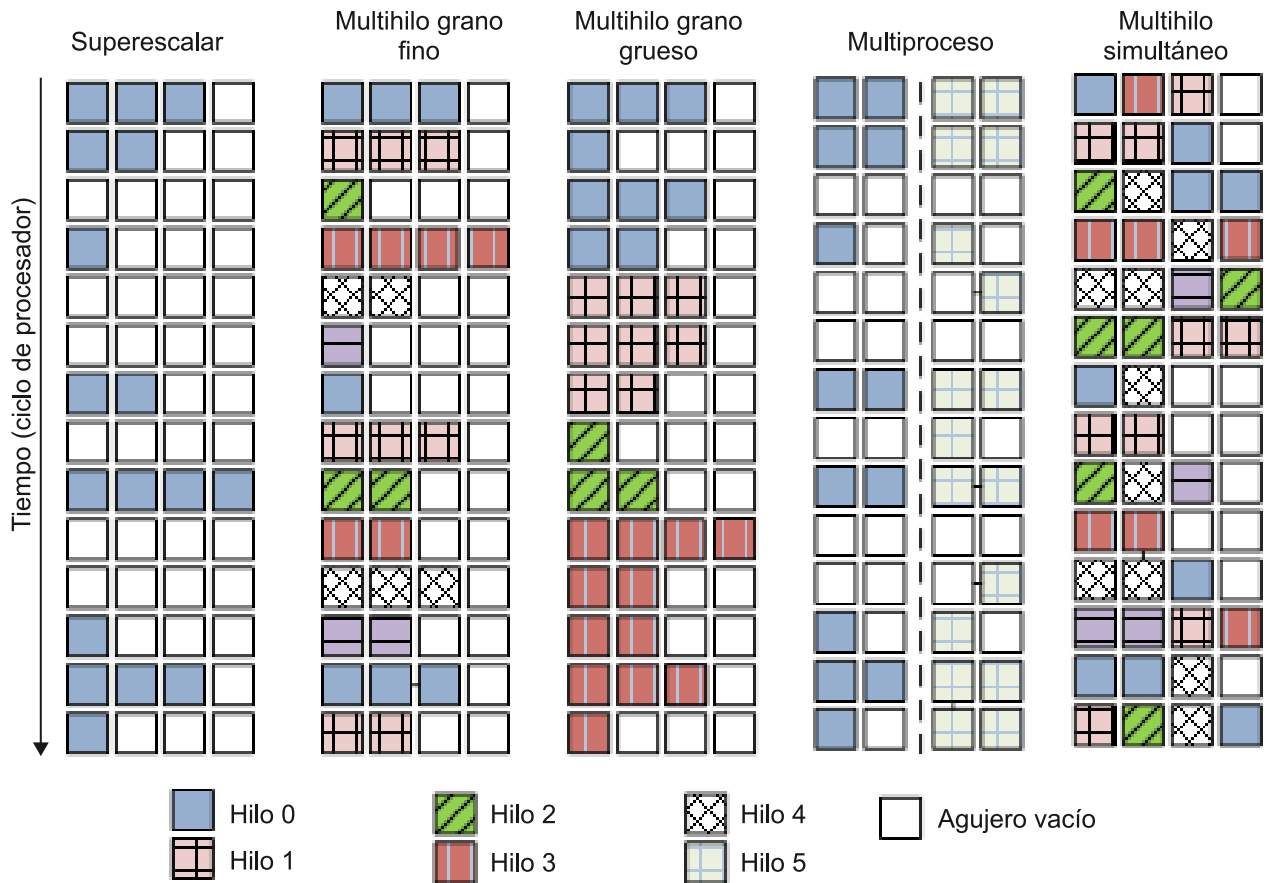 Superescalar
Multihilo grano
fino
Multihilo grano
grueso
Multiproceso
Multihilo
simultáneo
Tiempo (ciclo de procesador)
Hilo 0
Hilo 2
Hilo 4
Agujero vacío
Hilo 1
Hilo 3
Hilo 5